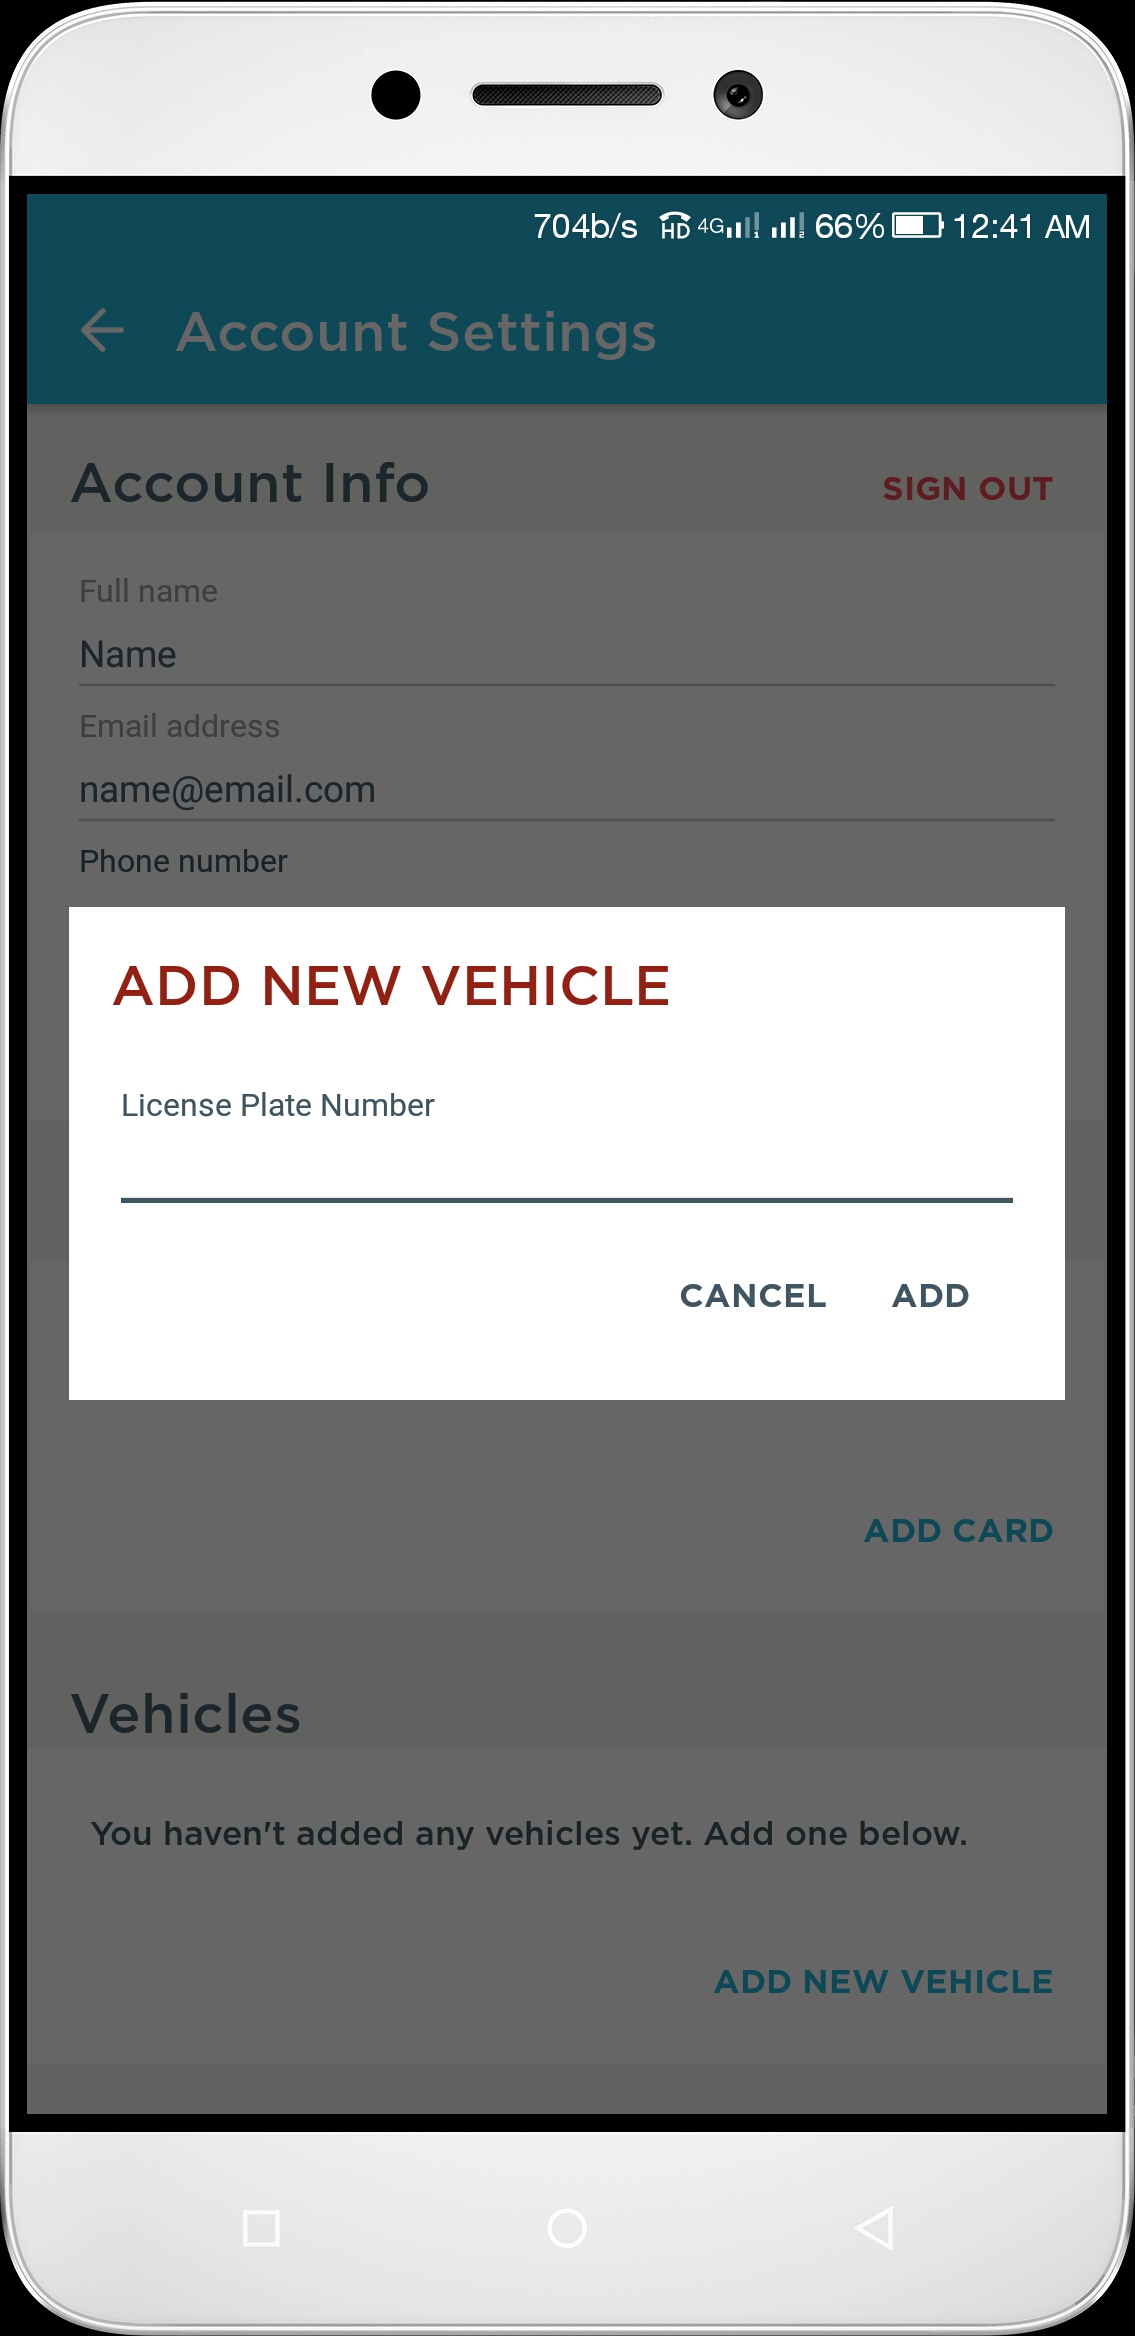 704b/s HD 4G 1 2 66% 12:41 AM
Account Settings
Account Info
SIGN OUT
Full name
Name
Email address
name@email.com
Phone number
ADD NEW VEHICLE
License Plate Number
CANCEL ADD
ADD CARD
Vehicles
You haven't added any vehicles yet. Add one below.
ADD NEW VEHICLE